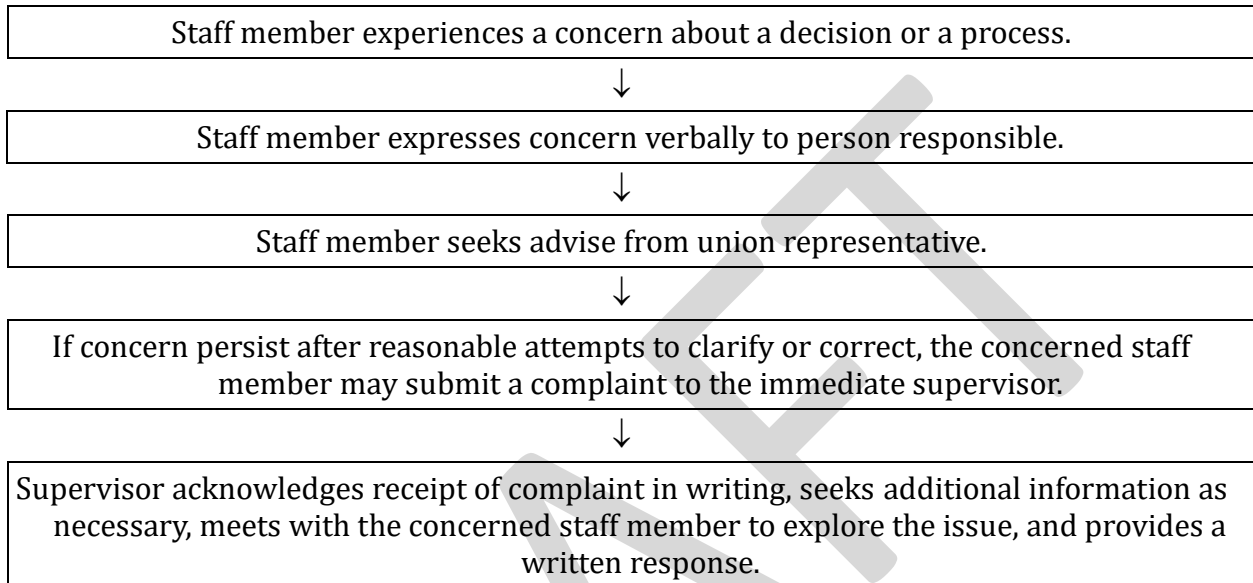 Staff member experiences a concern about a decision or a process.
↓
Staff member expresses concern verbally to person responsible.
↓
Staff member seeks advise from union representative.
↓
If concern persist after reasonable attempts to clarify or correct, the concerned staff
member may submit a complaint to the immediate supervisor.
↓
Supervisor acknowledges receipt of complaint in writing, seeks additional information as
necessary, meets with the concerned staff member to explore the issue, and provides a
written response.
AFT